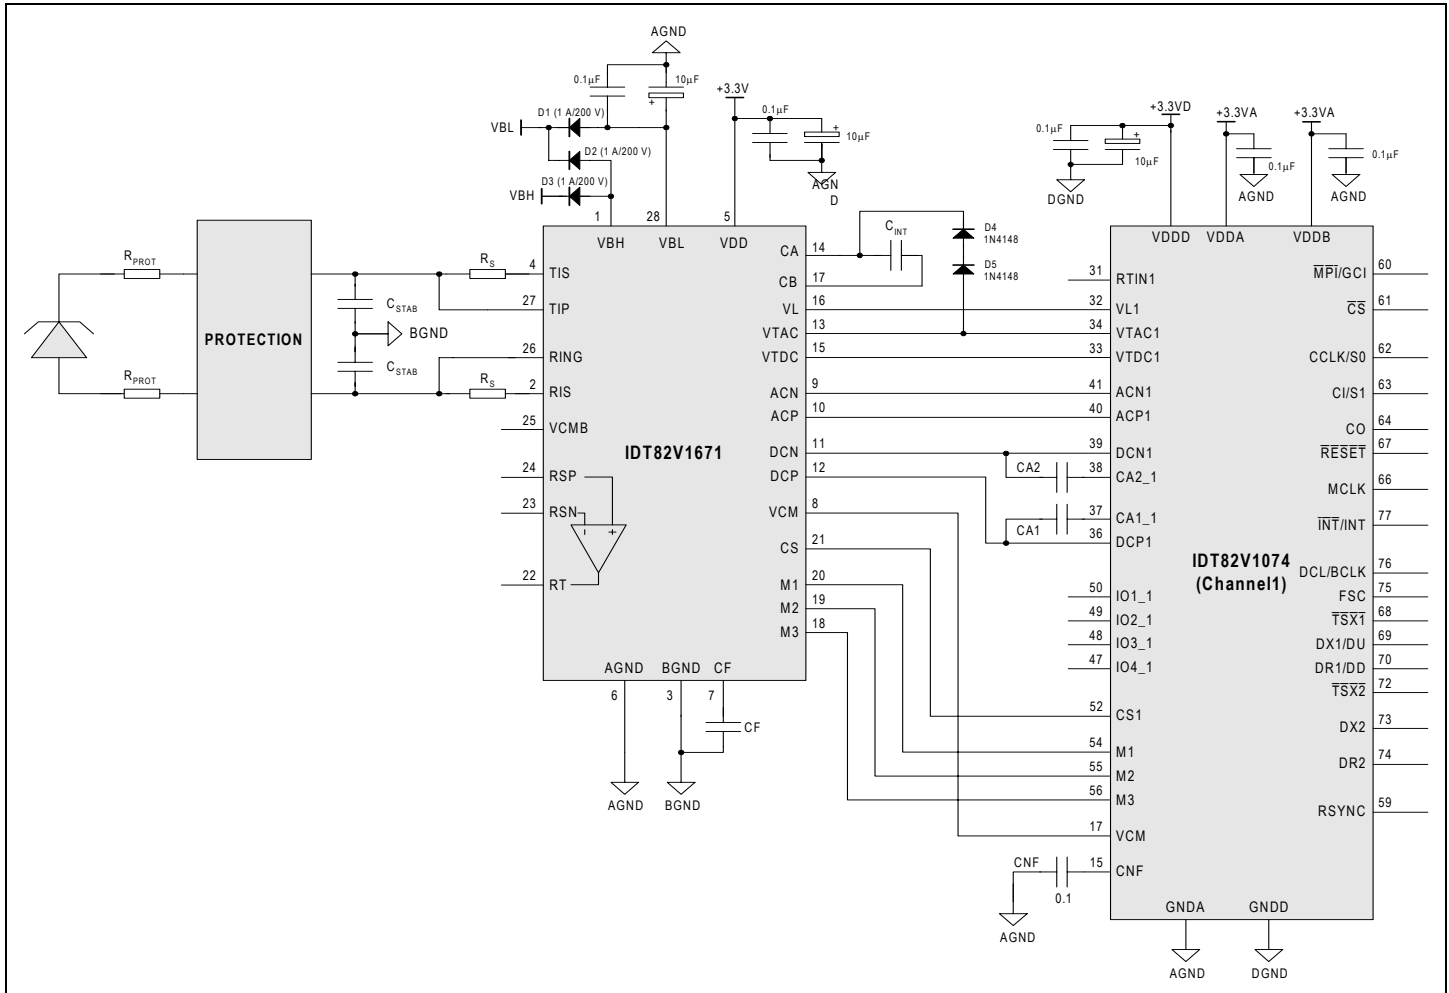 AGND
0.1µF
10µF
+
D1 (1 A/200 V)
VBL
D2 (1 A/200 V)
D3 (1 A/200 V)
VBH
+3.3V
0.1µF
+
10µF
AGN
D
1
28
5
VBH
VBL
VDD
RPROT
RPROT
PROTECTION
CSTAB
BGND
CSTAB
RS
RS
4
TIS
27
TIP
26
RING
2
RIS
25
VCMB
24
RSP
23
RSN
-
+
22
RT
IDT82V1671
CA
14
CB
17
VL
16
VTAC
13
VTDC
15
ACN
9
ACP
10
DCN
11
DCP
12
VCM
8
CS
21
M1
20
M2
19
M3
18
AGND
BGND
CF
6
3
7
CF
AGND
BGND
CINT
D4
1N4148
D5
1N4148
CA2
CA1
+3.3VD
0.1µF
+
10µF
DGND
+3.3VA
0.1µF
AGND
+3.3VA
0.1µF
AGND
VDDD
VDDA
VDDB
31
RTIN1
32
VL1
34
VTAC1
33
VTDC1
41
ACN1
40
ACP1
39
DCN1
38
CA2_1
37
CA1_1
36
DCP1
50
IO1_1
49
IO2_1
48
IO3_1
47
IO4_1
52
CS1
54
M1
55
M2
56
M3
17
VCM
CNF
15
CNF
0.1
AGND
IDT82V1074
(Channel1)
MPI/GCI
60
CS
61
CCLK/S0
62
CI/S1
63
CO
64
RESET
67
MCLK
66
INT/INT
77
DCL/BCLK
76
FSC
75
TSX1
68
DX1/DU
69
DR1/DD
70
TSX2
72
DX2
73
DR2
74
RSYNC
59
GNDA
GNDD
AGND
DGND